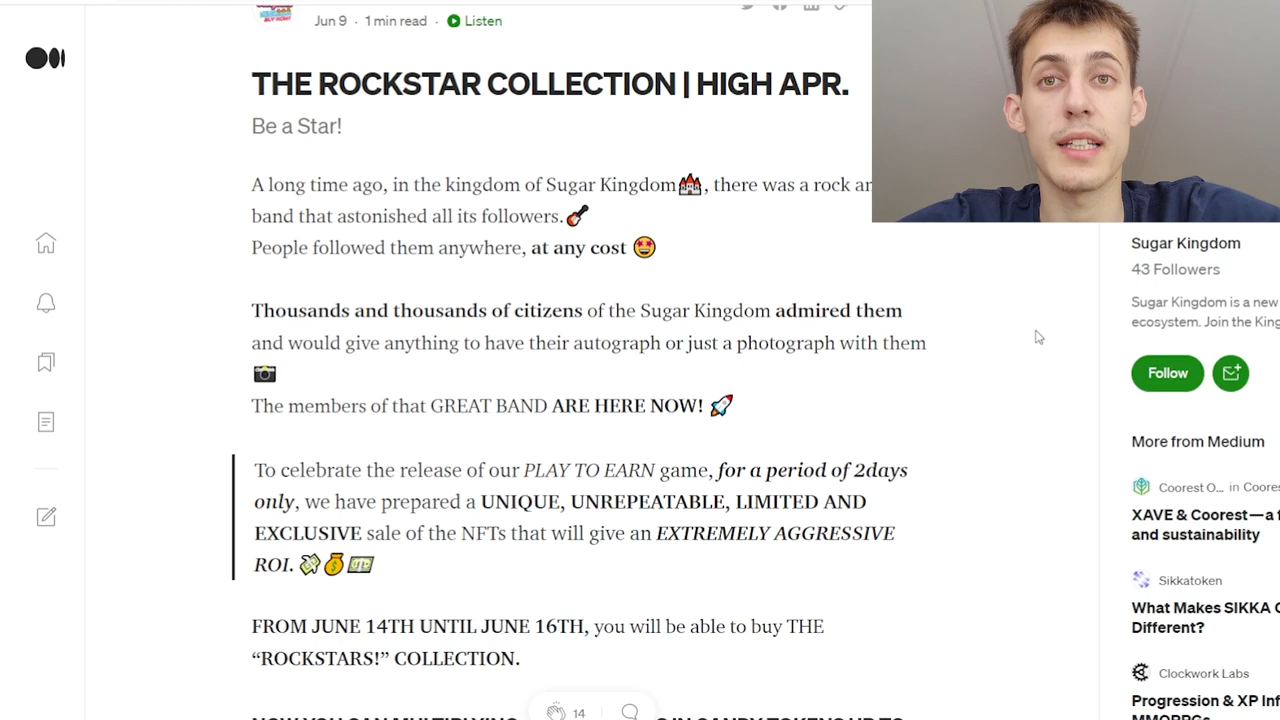 Jun 9 · 1 min read · Listen
THE ROCKSTAR COLLECTION | HIGH APR.
Be a Star!
A long time ago, in the kingdom of Sugar Kingdom🏰, there was a rock
band that astonished all its followers.🎸
People followed them anywhere, at any cost 🤩
Thousands and thousands of citizens of the Sugar Kingdom admired them
and would give anything to have their autograph or just a photograph with them
📷
The members of that GREAT BAND ARE HERE NOW! 🚀
To celebrate the release of our PLAY TO EARN game, for a period of 2days
only, we have prepared a UNIQUE, UNREPEATABLE, LIMITED AND
EXCLUSIVE sale of the NFTs that will give an EXTREMELY AGGRESSIVE
ROI. 💸💰💵
FROM JUNE 14TH UNTIL JUNE 16TH, you will be able to buy THE
“ROCKSTARS!” COLLECTION.
14
Sugar Kingdom
43 Followers
Sugar Kingdom is a new
ecosystem. Join the King
Follow
More from Medium
Coorest O... in Coores
XAVE & Coorest—a f
and sustainability
Sikkatoken
What Makes SIKKA C
Different?
Clockwork Labs
Progression & XP Inf